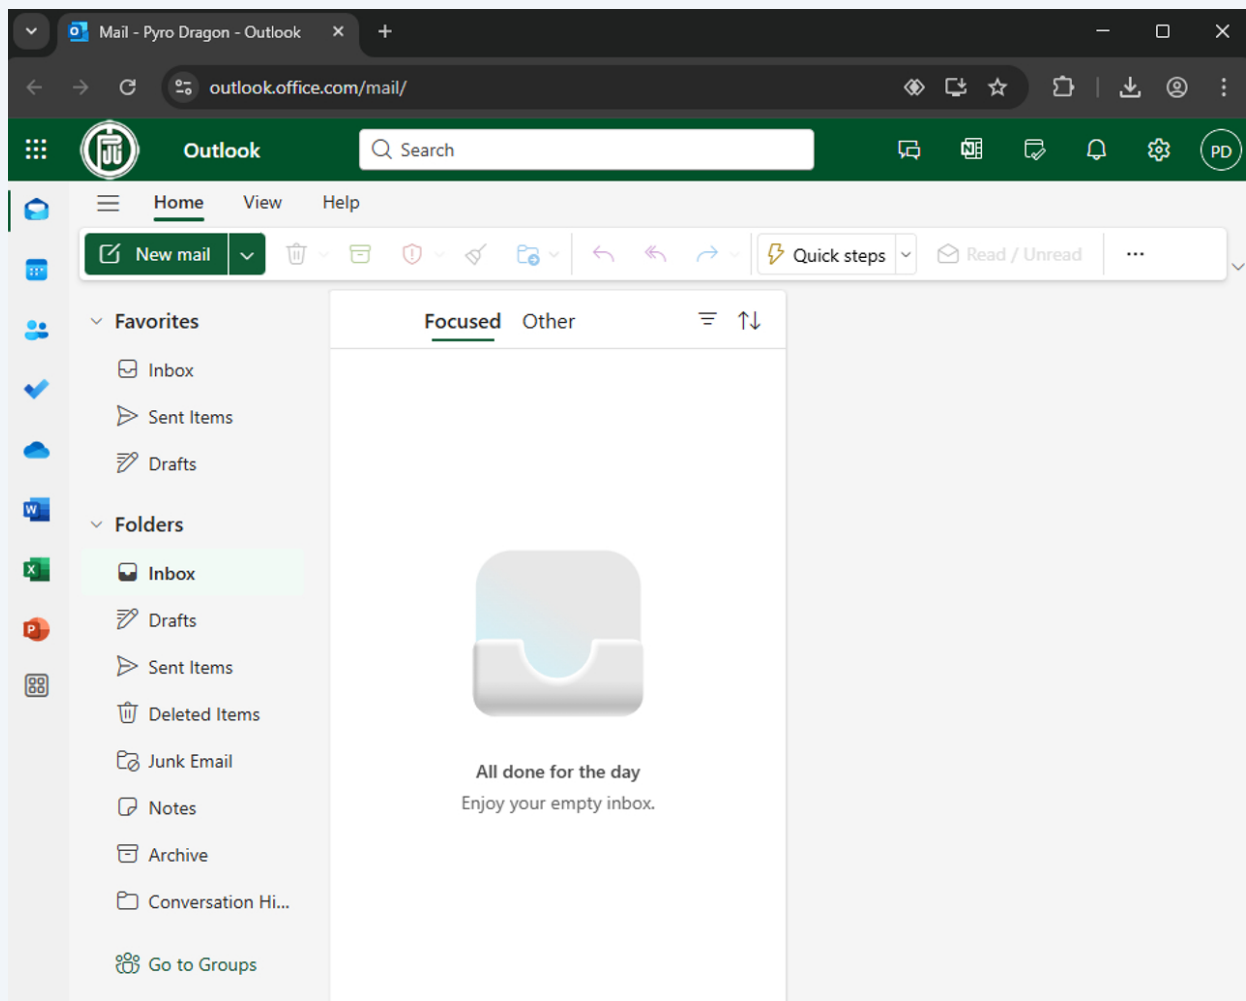 Mail - Pyro Dragon - Outlook
outlook.office.com/mail/
Outlook
Search
PD
Home View Help
New mail
Quick steps
Read / Unread
Favorites
Inbox
Sent Items
Drafts
Folders
Inbox
Drafts
Sent Items
Deleted Items
Junk Email
Notes
Archive
Conversation Hi...
Go to Groups
Focused Other
All done for the day
Enjoy your empty inbox.